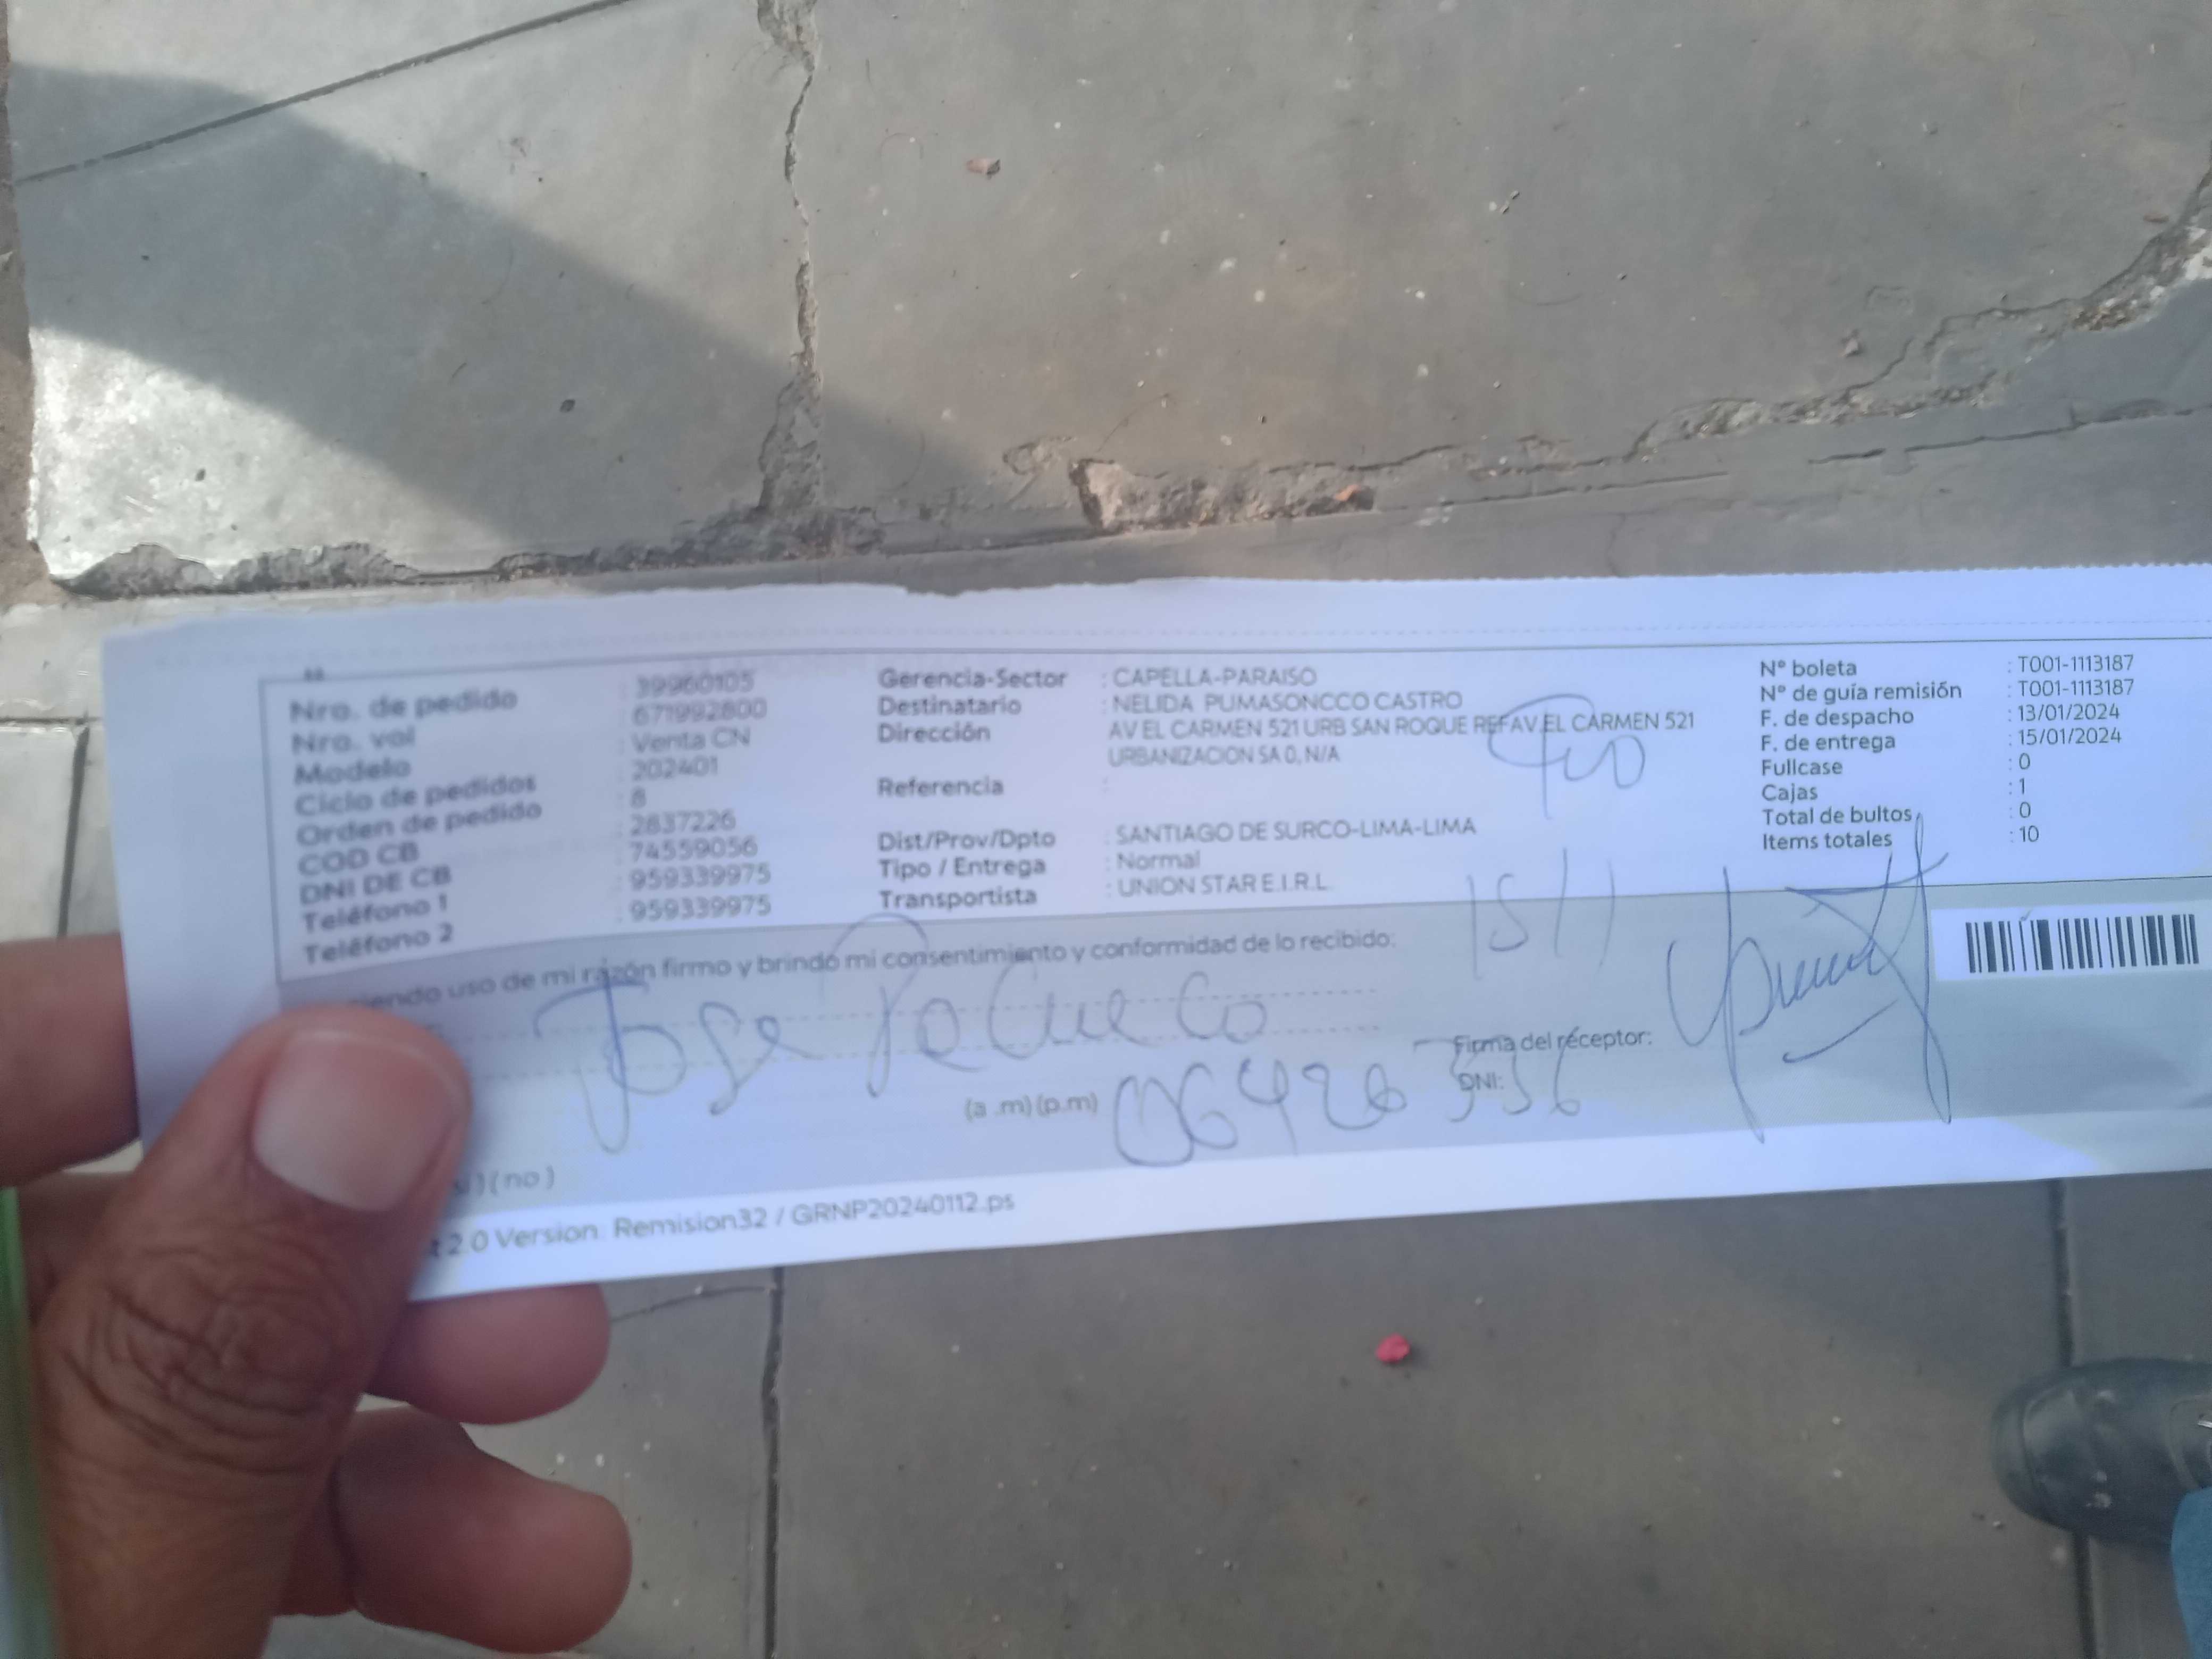 Nro. de pedido : 39960105
Nro. vol : 671992800
Modelo : Venta CN
Ciclo de pedidos : 202401
Orden de pedido : 8
COD CB : 2837226
DNI DE CB : 74559056
Teléfono 1 : 959339975
Teléfono 2 : 959339975
Gerencia-Sector : CAPELLA-PARAISO
Destinatario : NELIDA PUMASONCCO CASTRO
Dirección : AV EL CARMEN 521 URB SAN ROQUE REFAV.EL CARMEN 521
URBANIZACION SA 0, N/A
Referencia :
Dist/Prov/Dpto : SANTIAGO DE SURCO-LIMA-LIMA
Tipo / Entrega : Normal
Transportista : UNION STAR E.I.R.L.
N° boleta : T001-1113187
N° de guía remisión : T001-1113187
F. de despacho : 13/01/2024
F. de entrega : 15/01/2024
Fullcase : 0
Cajas : 1
Total de bultos : 0
Items totales : 10
uso de mi razón firmo y brindo mi consentimiento y conformidad de lo recibido:
15/1
Jose Pacueco
Firma del receptor:
(a .m) (p.m)
DNI:
06426536
) ( no )
2.0 Version: Remision32 / GRNP20240112.ps